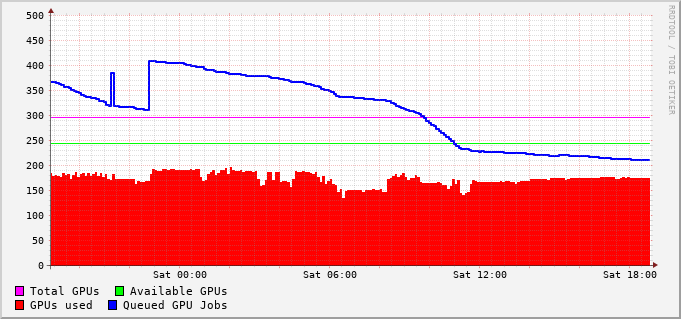 RRDTOOL / TOBI OETIKER
500
450
400
350
300
250
200
150
100
50
0
Sat 00:00 Sat 06:00 Sat 12:00 Sat 18:00
Total GPUs Available GPUs
GPUs used Queued GPU Jobs